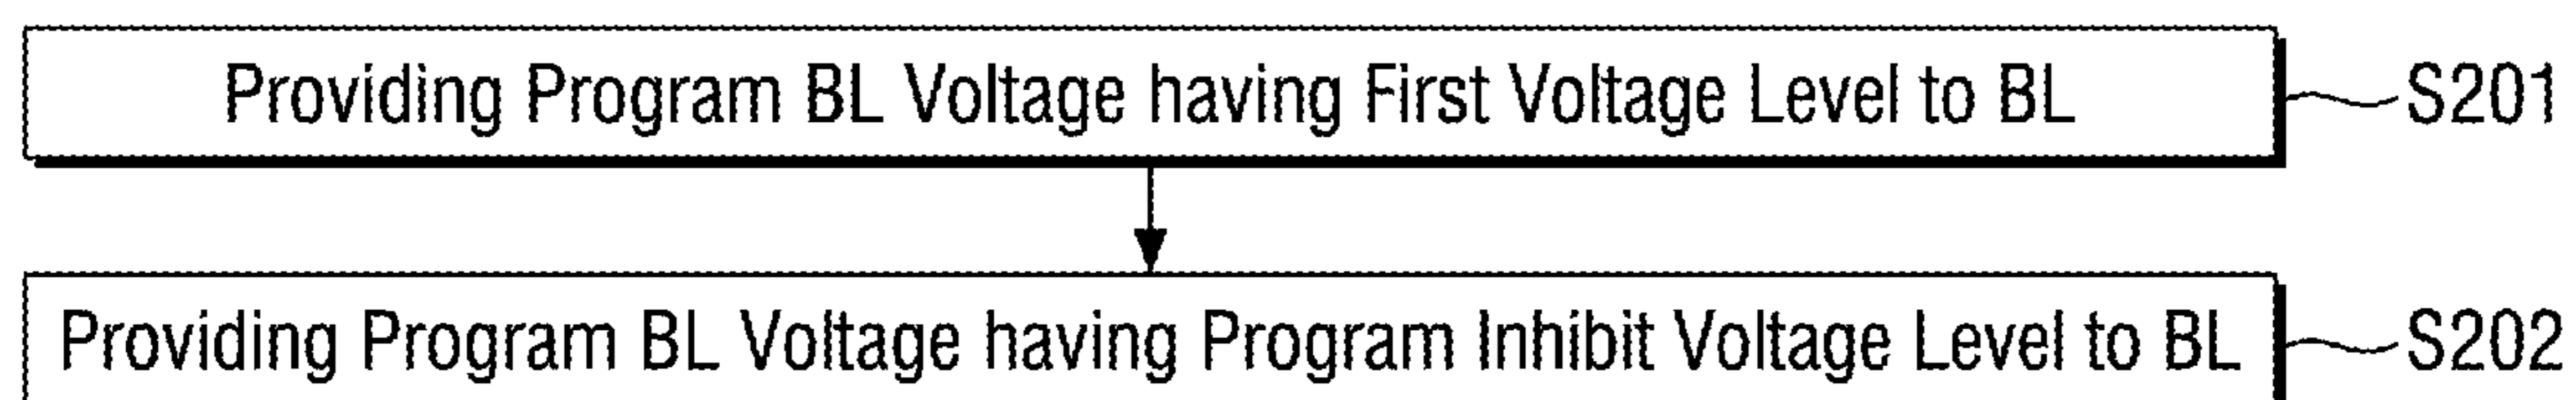 Providing Program BL Voltage having First Voltage Level to BL S201
Providing Program BL Voltage having Program Inhibit Voltage Level to BL S202